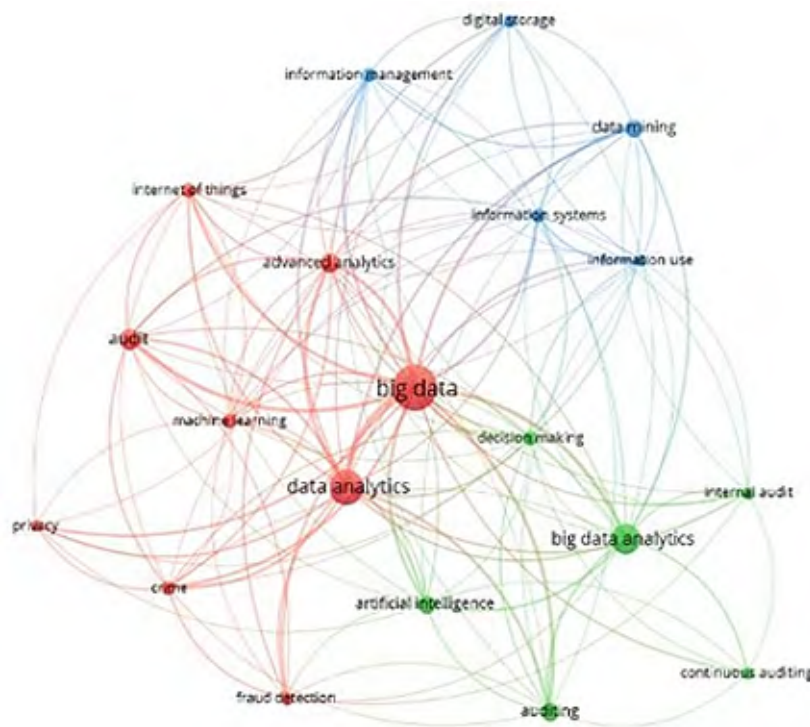 digital storage
information management
data mining
internet of things
information systems
advanced analytics
information use
audit
big data
machine learning
decision making
data analytics
internal audit
privacy
big data analytics
crime
artificial intelligence
continuous auditing
fraud detection
auditing